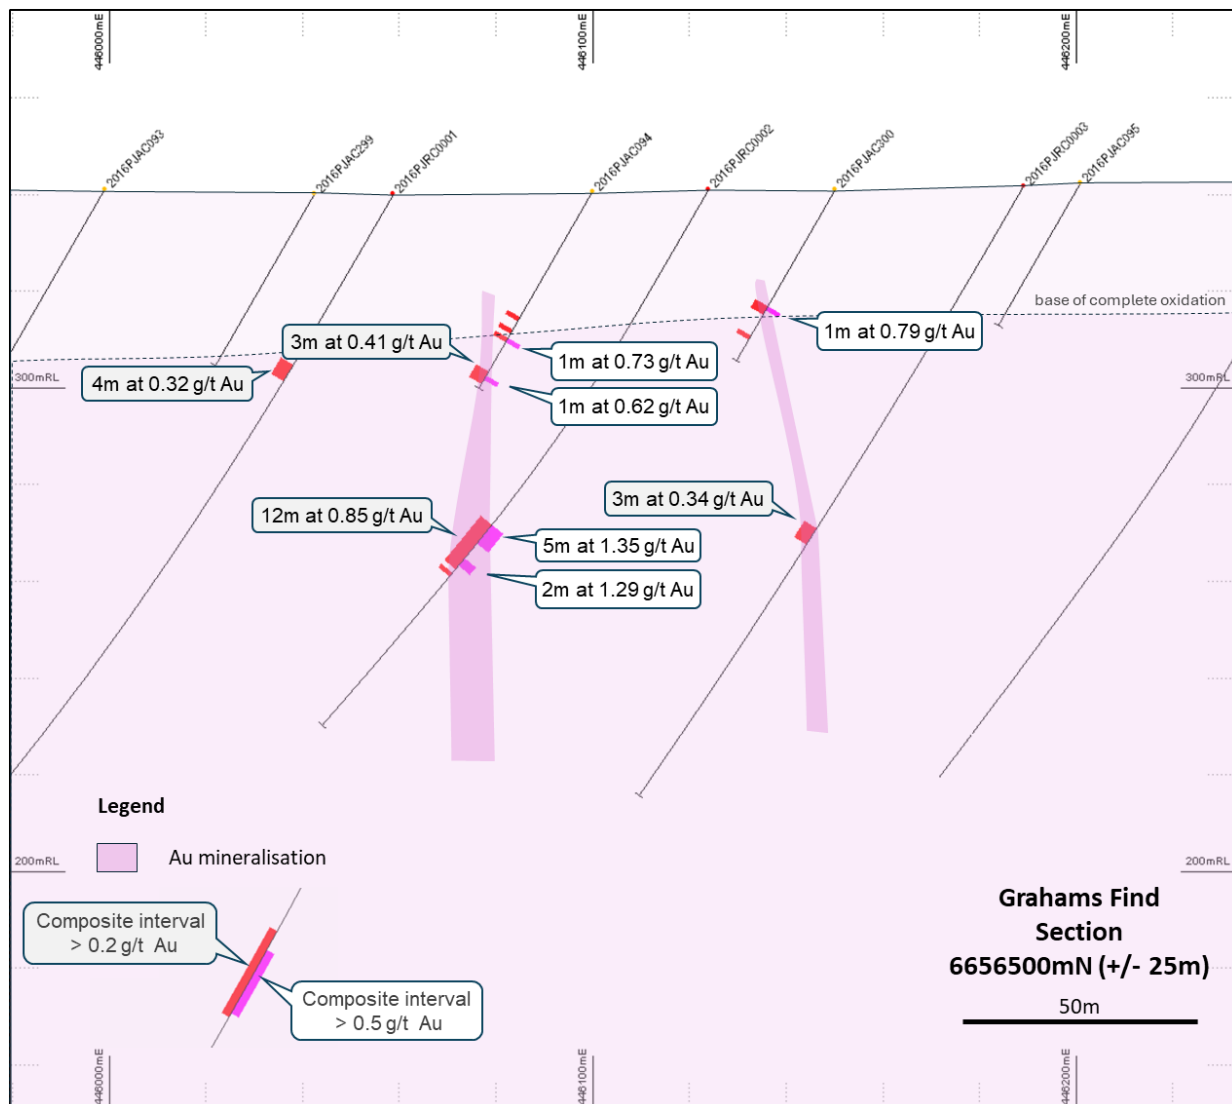 446000mE
446100mE
446200mE
2016PJAC093
2016PJAC299
2016PJRC0001
2016PJAC094
2016PJRC0002
2016PJAC300
2016PJRC0003
2016PJAC095
base of complete oxidation
3m at 0.41 g/t Au
1m at 0.79 g/t Au
1m at 0.73 g/t Au
4m at 0.32 g/t Au
300mRL
300mRL
1m at 0.62 g/t Au
3m at 0.34 g/t Au
12m at 0.85 g/t Au
5m at 1.35 g/t Au
2m at 1.29 g/t Au
Legend
Au mineralisation
200mRL
200mRL
Composite interval
> 0.2 g/t Au
Composite interval
> 0.5 g/t Au
Grahams Find
Section
6656500mN (+/- 25m)
50m
446000mE
446100mE
446200mE